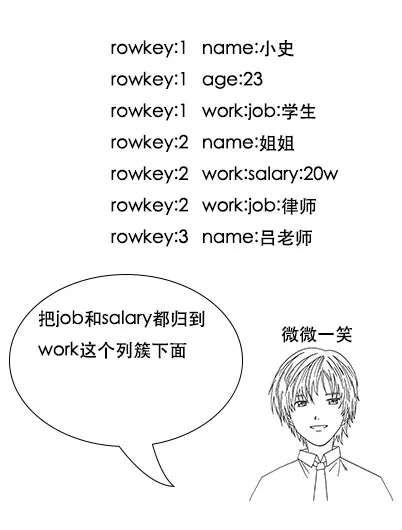 rowkey:1 name:小史
rowkey:1 age:23
rowkey:1 work:job:学生
rowkey:2 name:姐姐
rowkey:2 work:salary:20w
rowkey:2 work:job:律师
rowkey:3 name:吕老师
把job和salary都归到
work这个列簇下面
微微一笑